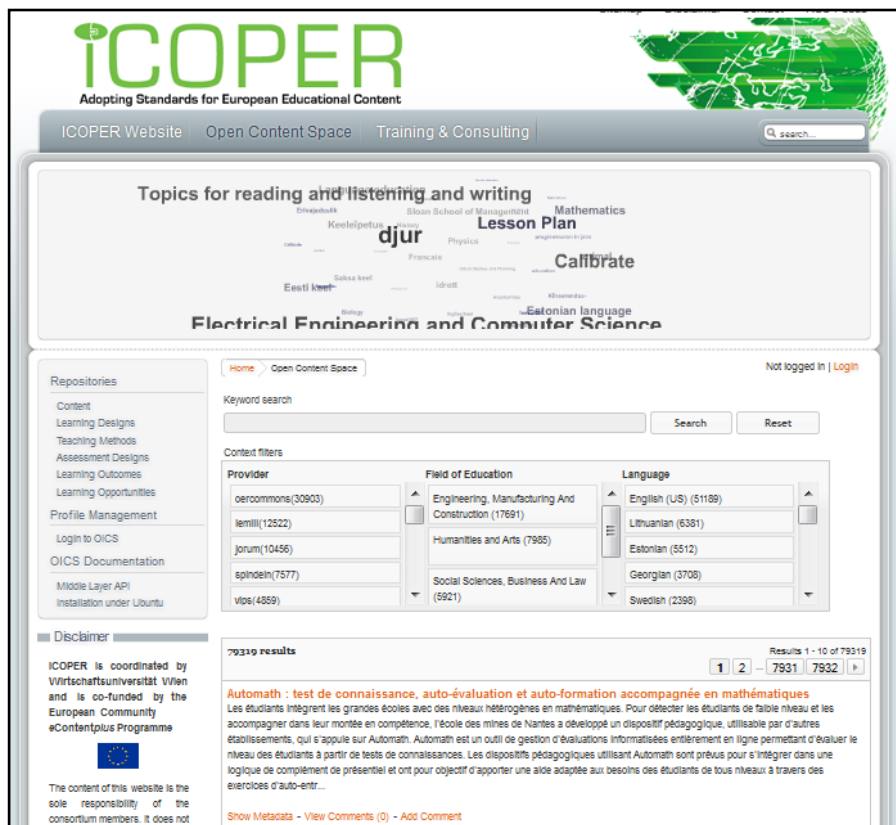 iCOPER
Adopting Standards for European Educational Content
ICOPER Website
Open Content Space
Training & Consulting
search...
Topics for reading and listening and writing
Language education
Erivajadustik
Sloan School of Management
Mathematics
Keeleõpetus
Lesson Plan
djur
Physics
Francais
Calibrate
Saksa keel
Idrott
Eesti keel
Biology
Estonian language
Electrical Engineering and Computer Science
Repositories
Content
Learning Designs
Teaching Methods
Assessment Designs
Learning Outcomes
Learning Opportunities
Profile Management
Login to OICS
OICS Documentation
Middle Layer API
Installation under Ubuntu
Disclaimer
ICOPER is coordinated by
Wirtschaftsuniversität Wien
and is co-funded by the
European Community
eContentplus Programme
The content of this website is the
sole responsibility of the
consortium members. It does not
Home
Open Content Space
Not logged in | Login
Keyword search
Search
Reset
Context filters
Provider
oercommons(30903)
lemill(12522)
jorum(10456)
spindeln(7577)
vips(4859)
Field of Education
Engineering, Manufacturing And
Construction (17691)
Humanities and Arts (7985)
Social Sciences, Business And Law
(5921)
Language
English (US) (51189)
Lithuanian (6381)
Estonian (5512)
Georgian (3708)
Swedish (2398)
79319 results
Results 1 - 10 of 79319
1 2 ... 7931 7932
Automath : test de connaissance, auto-évaluation et auto-formation accompagnée en mathématiques
Les étudiants intègrent les grandes écoles avec des niveaux hétérogènes en mathématiques. Pour détecter les étudiants de faible niveau et les
accompagner dans leur montée en compétence, l'école des mines de Nantes a développé un dispositif pédagogique, utilisable par d'autres
établissements, qui s'appuie sur Automath. Automath est un outil de gestion d'évaluations informatisées entièrement en ligne permettant d'évaluer le
niveau des étudiants à partir de tests de connaissances. Les dispositifs pédagogiques utilisant Automath sont prévus pour s'intégrer dans une
logique de complément de présentiel et ont pour objectif d'apporter une aide adaptée aux besoins des étudiants de tous niveaux à travers des
exercices d'auto-entr...
Show Metadata - View Comments (0) - Add Comment